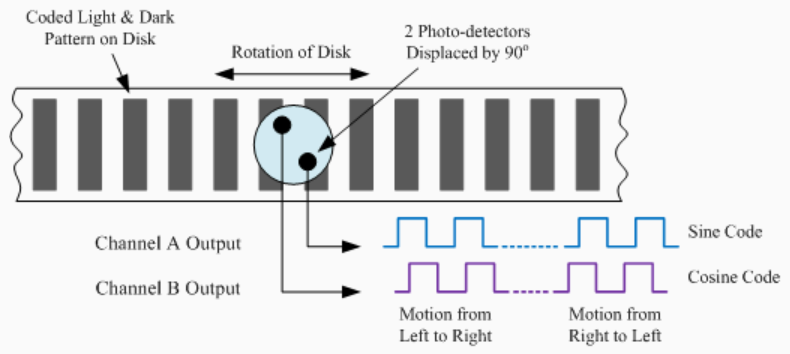 Coded Light & Dark
Pattern on Disk
Rotation of Disk
2 Photo-detectors
Displaced by 90°
Channel A Output
Sine Code
Channel B Output
Cosine Code
Motion from
Left to Right
Motion from
Right to Left